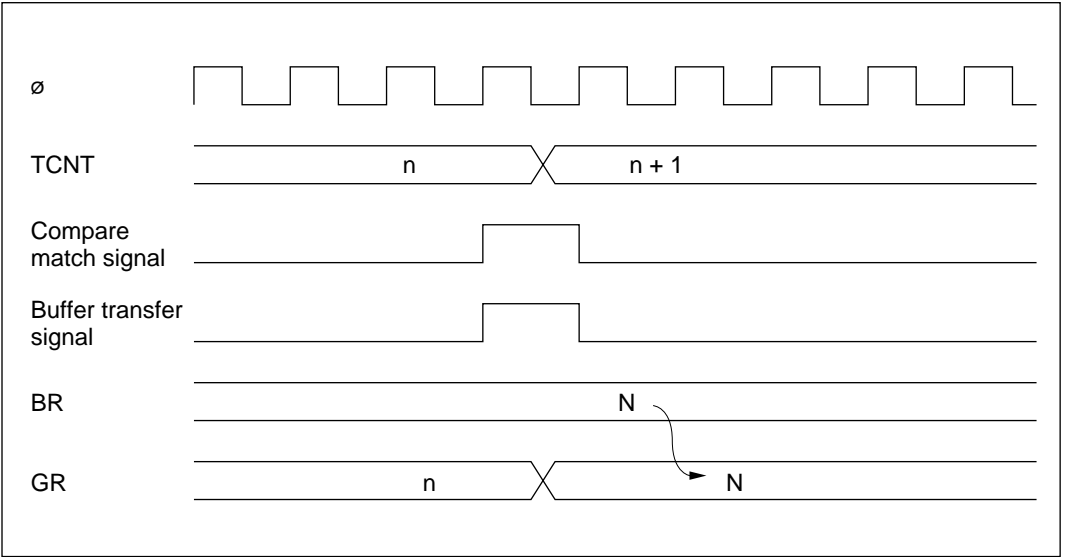 ø
TCNT n n + 1
Compare
match signal
Buffer transfer
signal
BR N
GR n N